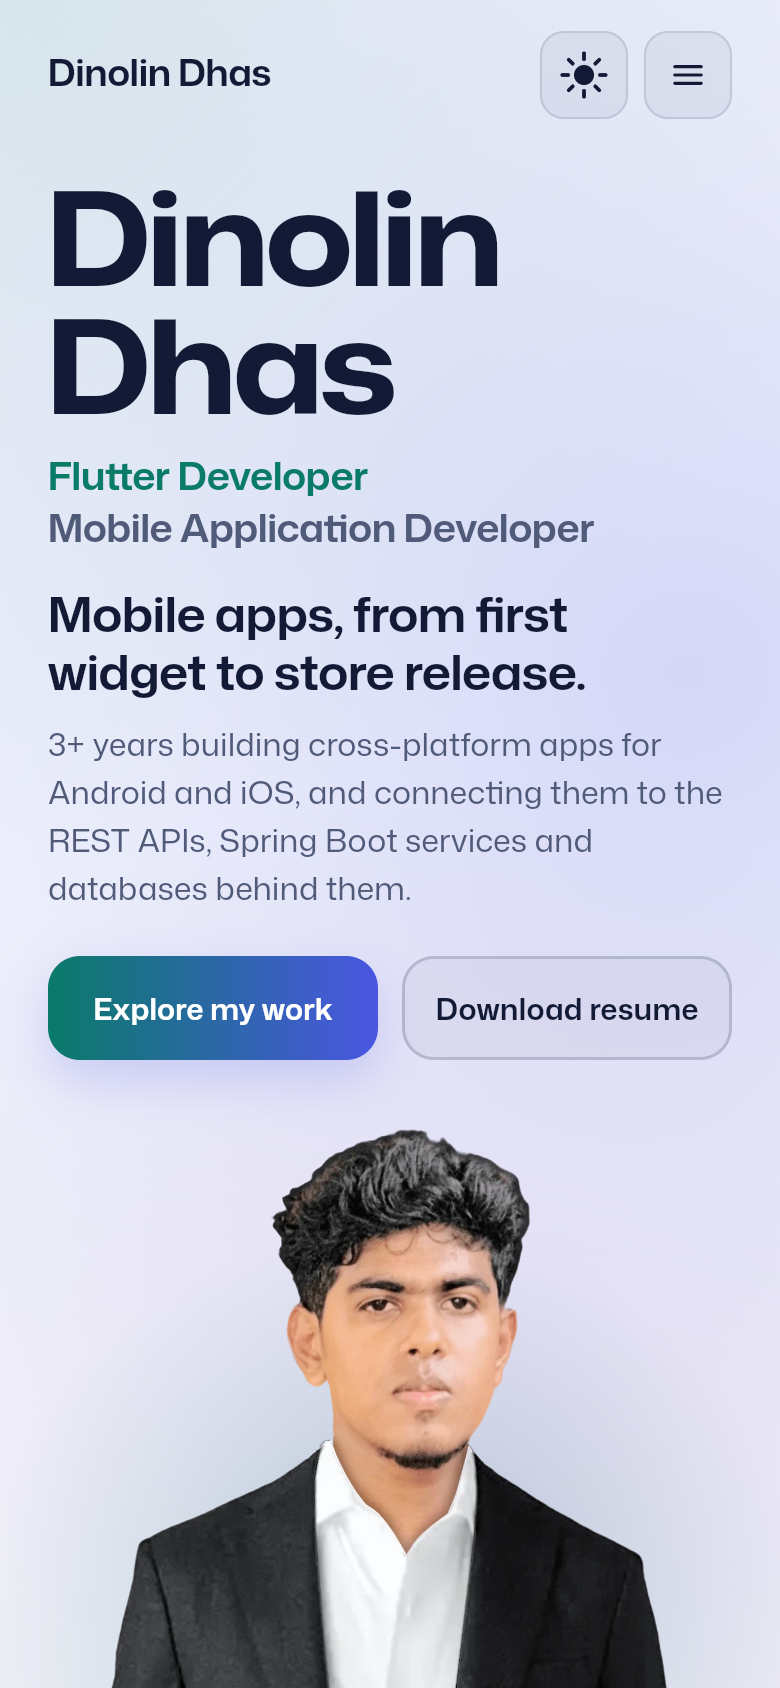 Dinolin Dhas
Dinolin
Dhas
Flutter Developer
Mobile Application Developer
Mobile apps, from first
widget to store release.
3+ years building cross-platform apps for
Android and iOS, and connecting them to the
REST APIs, Spring Boot services and
databases behind them.
Explore my work
Download resume